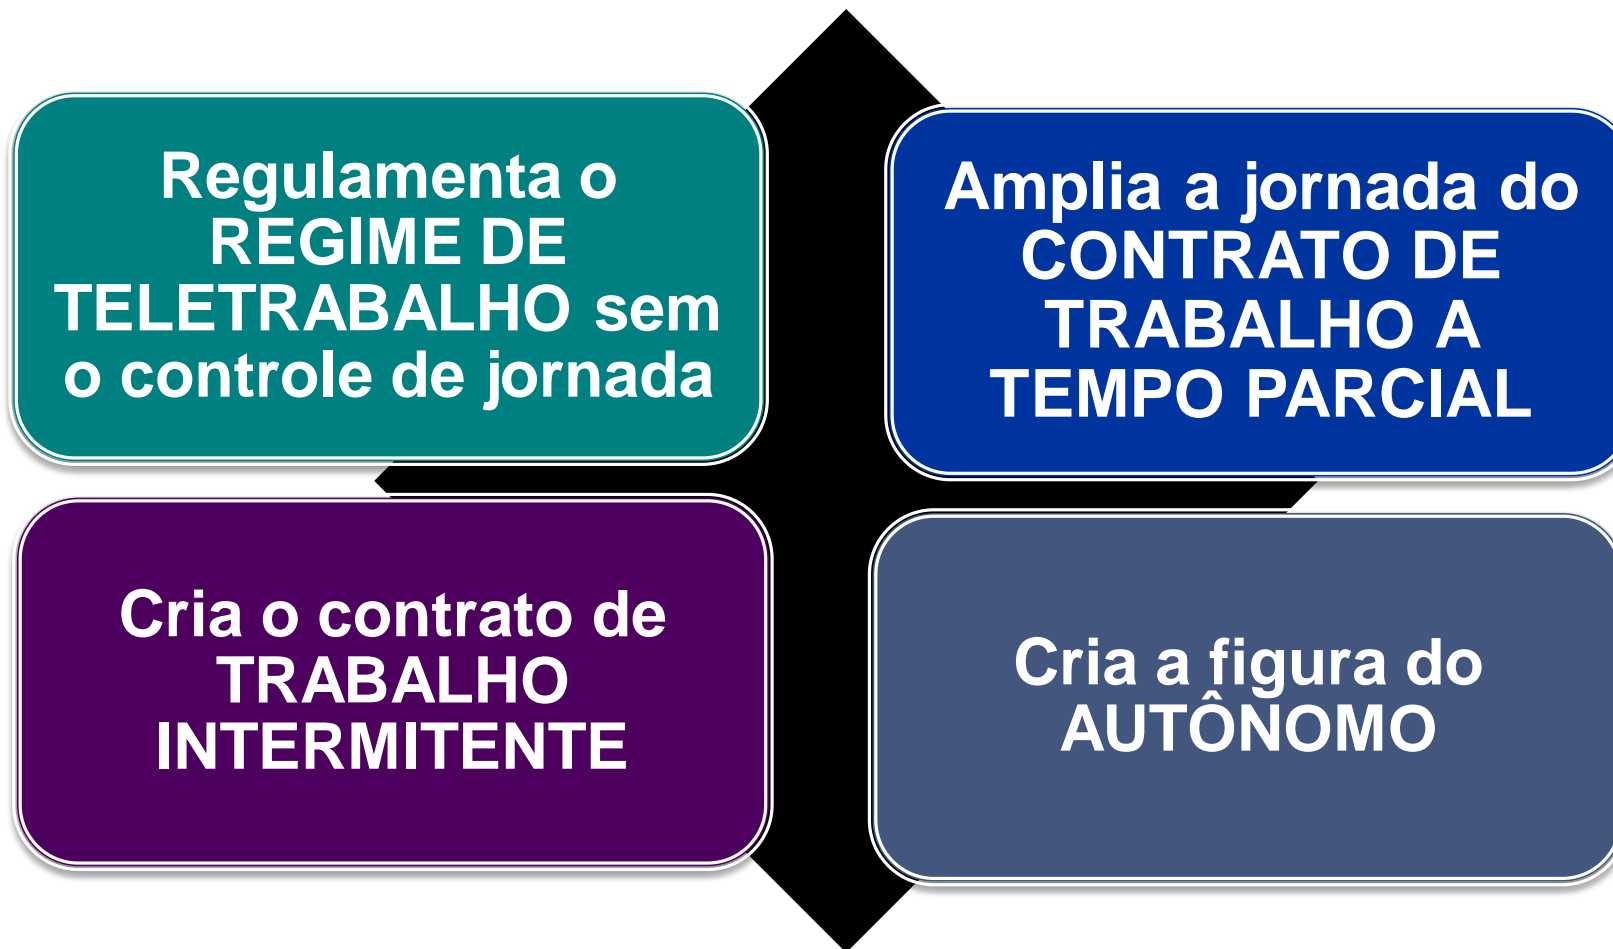 Regulamenta o
REGIME DE
TELETRABALHO sem
o controle de jornada
Amplia a jornada do
CONTRATO DE
TRABALHO A
TEMPO PARCIAL
Cria o contrato de
TRABALHO
INTERMITENTE
Cria a figura do
AUTÔNOMO